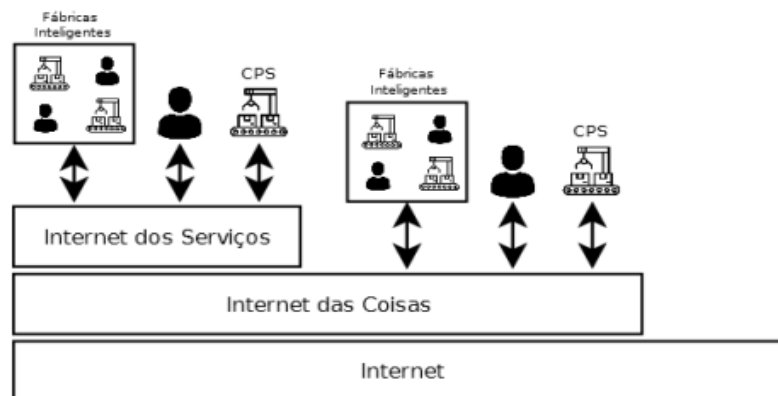 Fábricas
Inteligentes
CPS
Fábricas
Inteligentes
CPS
Internet dos Serviços
Internet das Coisas
Internet